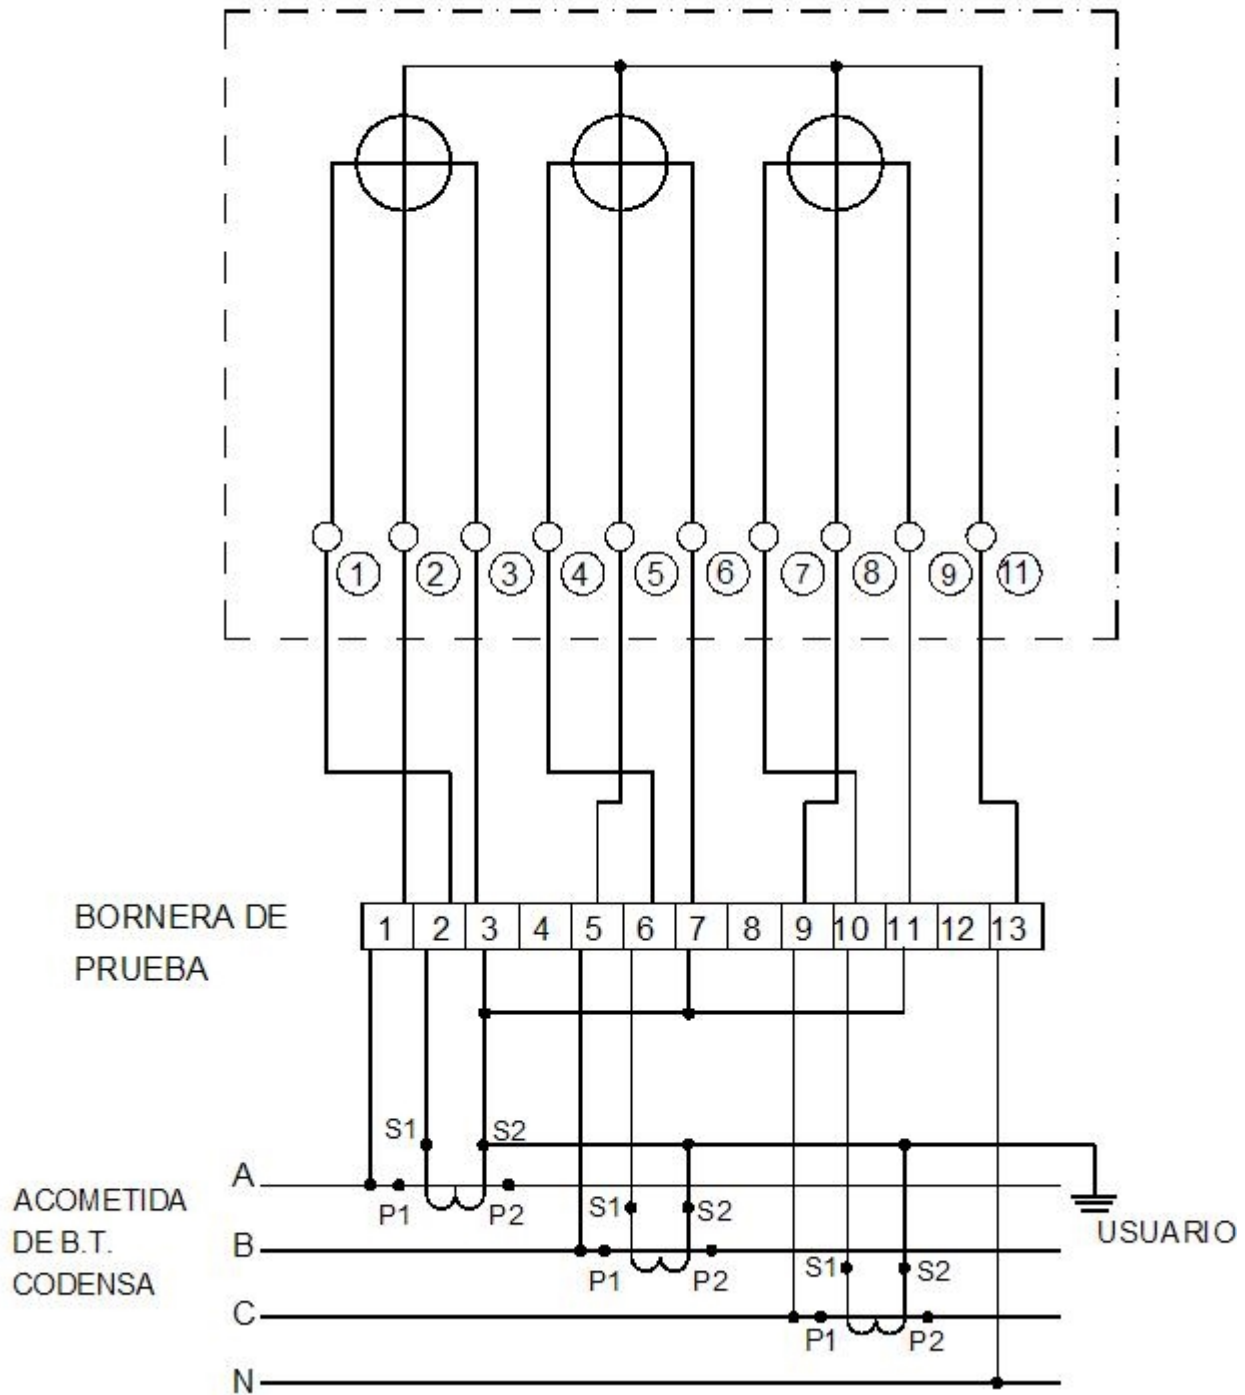 1 2 3 4 5 6 7 8 9 11
BORNERA DE
PRUEBA
1 2 3 4 5 6 7 8 9 10 11 12 13
S1 S2
A
P1 P2
ACOMETIDA
DE B.T.
CODENSA
S1 S2
USUARIO
B
P1 P2
S1 S2
C
P1 P2
N